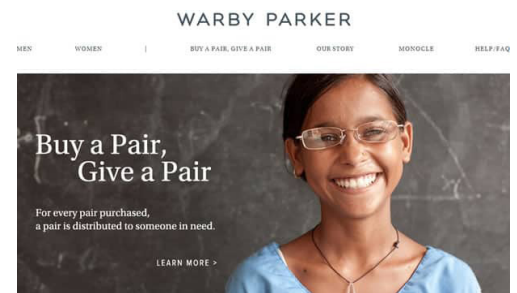 WARBY PARKER
MEN WOMEN | BUY A PAIR, GIVE A PAIR OUR STORY MONOCLE HELP/FAQ
Buy a Pair,
Give a Pair
For every pair purchased,
a pair is distributed to someone in need.
LEARN MORE >